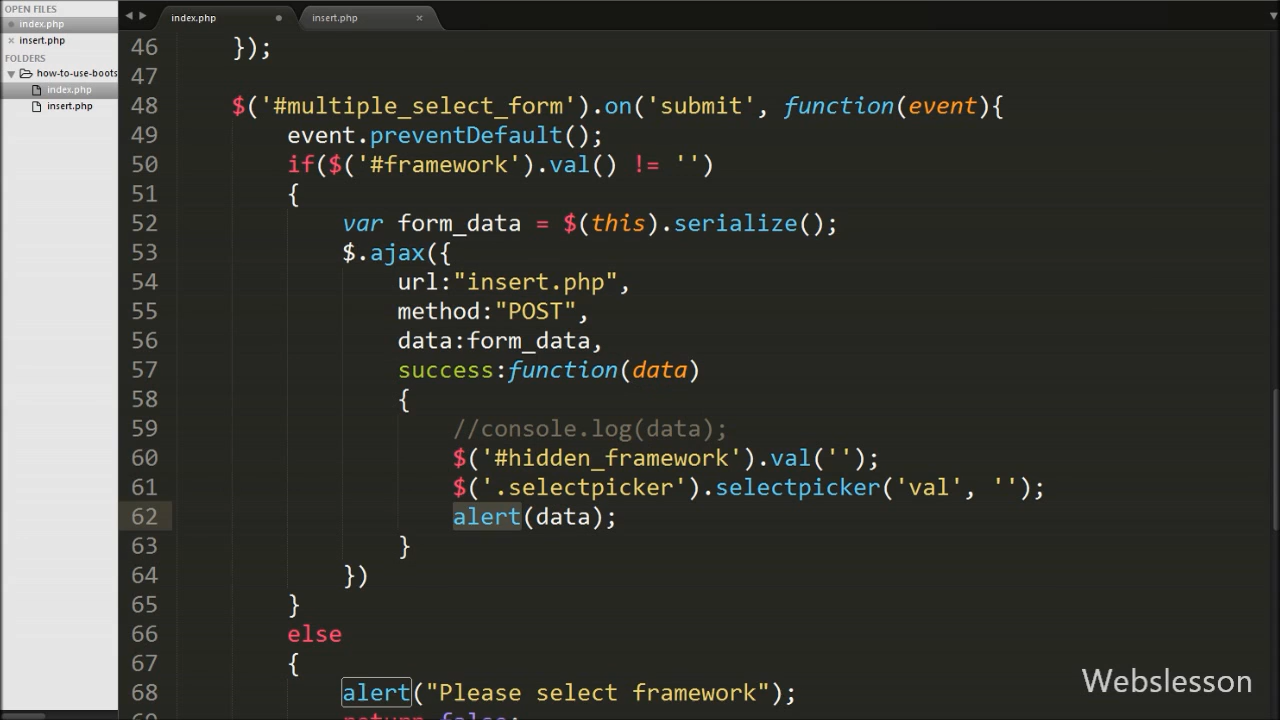 OPEN FILES
index.php
insert.php
FOLDERS
how-to-use-boots
index.php
insert.php
index.php
insert.php
46 });
47
48 $('#multiple_select_form').on('submit', function(event){
49 event.preventDefault();
50 if($('#framework').val() != '')
51 {
52 var form_data = $(this).serialize();
53 $.ajax({
54 url:"insert.php",
55 method:"POST",
56 data:form_data,
57 success:function(data)
58 {
59 //console.log(data);
60 $('#hidden_framework').val('');
61 $('.selectpicker').selectpicker('val', '');
62 alert(data);
63 }
64 })
65 }
66 else
67 {
68 alert("Please select framework");
69 return false;
Webslesson